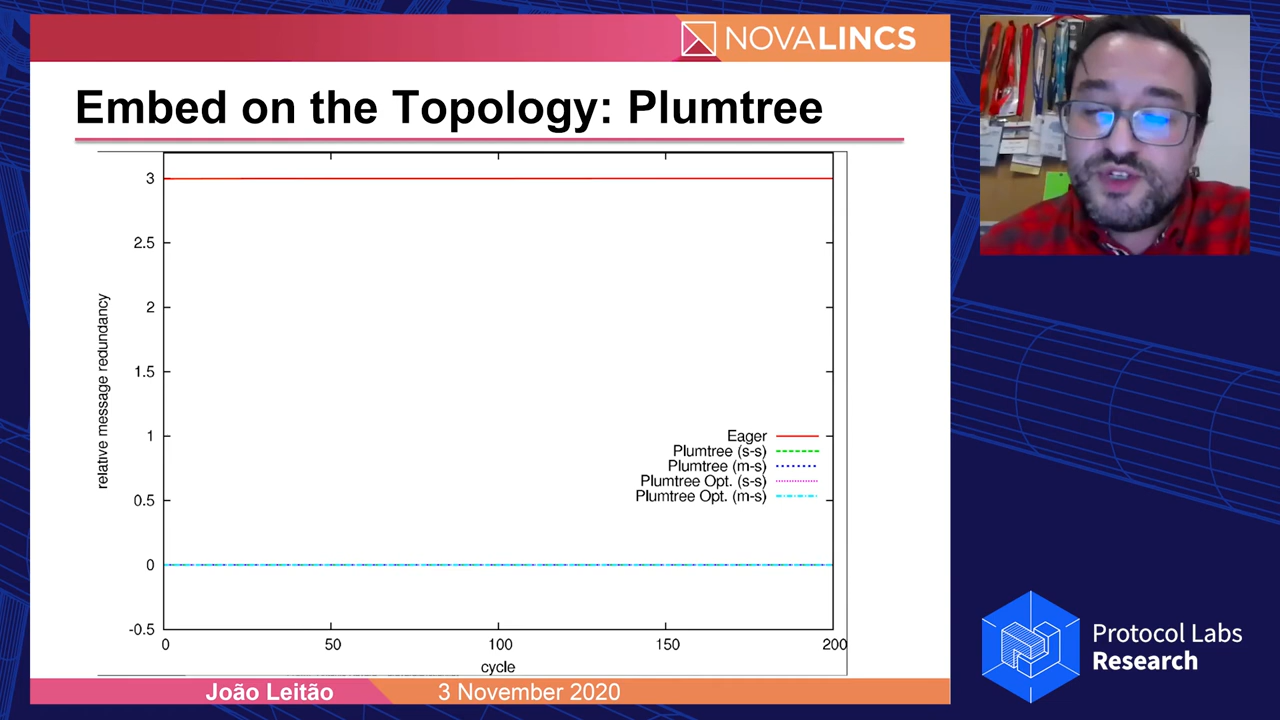 NOVALINCS
Embed on the Topology: Plumtree
3
2.5
2
1.5
1
0.5
0
-0.5
relative message redundancy
Eager
Plumtree (s-s)
Plumtree (m-s)
Plumtree Opt. (s-s)
Plumtree Opt. (m-s)
0 50 100 150 200
cycle
João Leitão 3 November 2020
Protocol Labs
Research